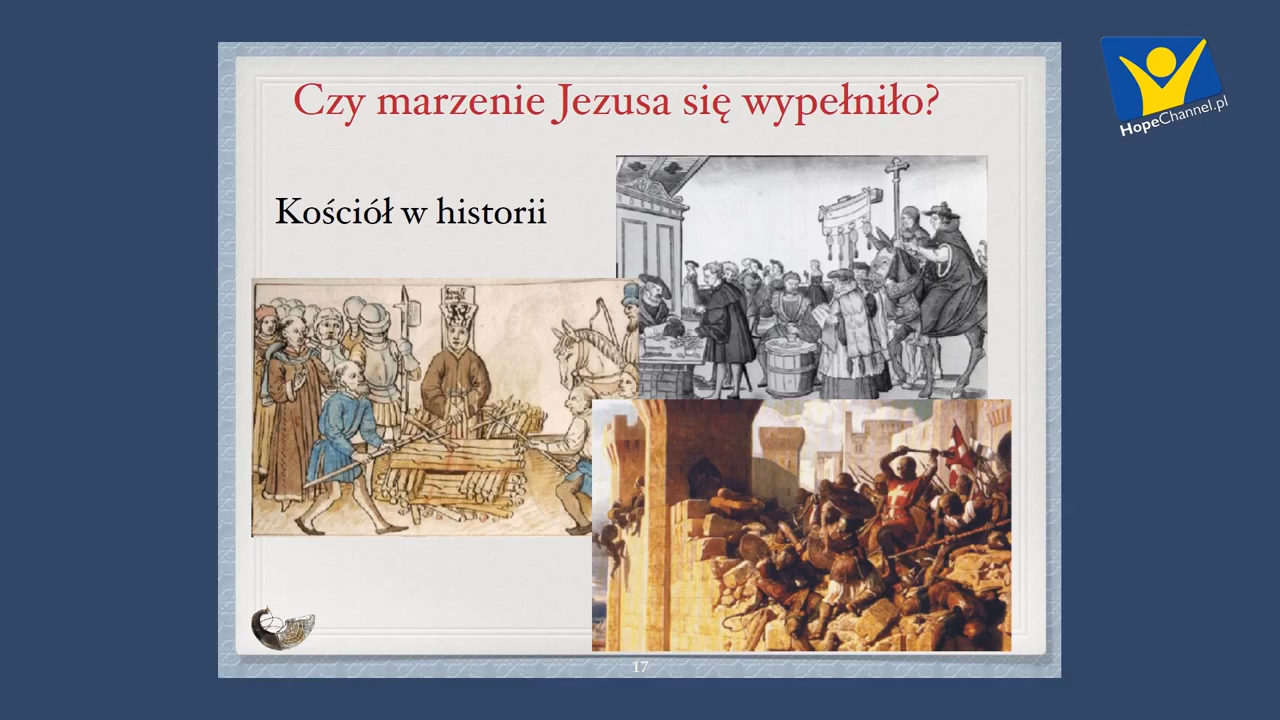 Czy marzenie Jezusa się wypełniło?
HopeChannel.pl
Kościół w historii
17